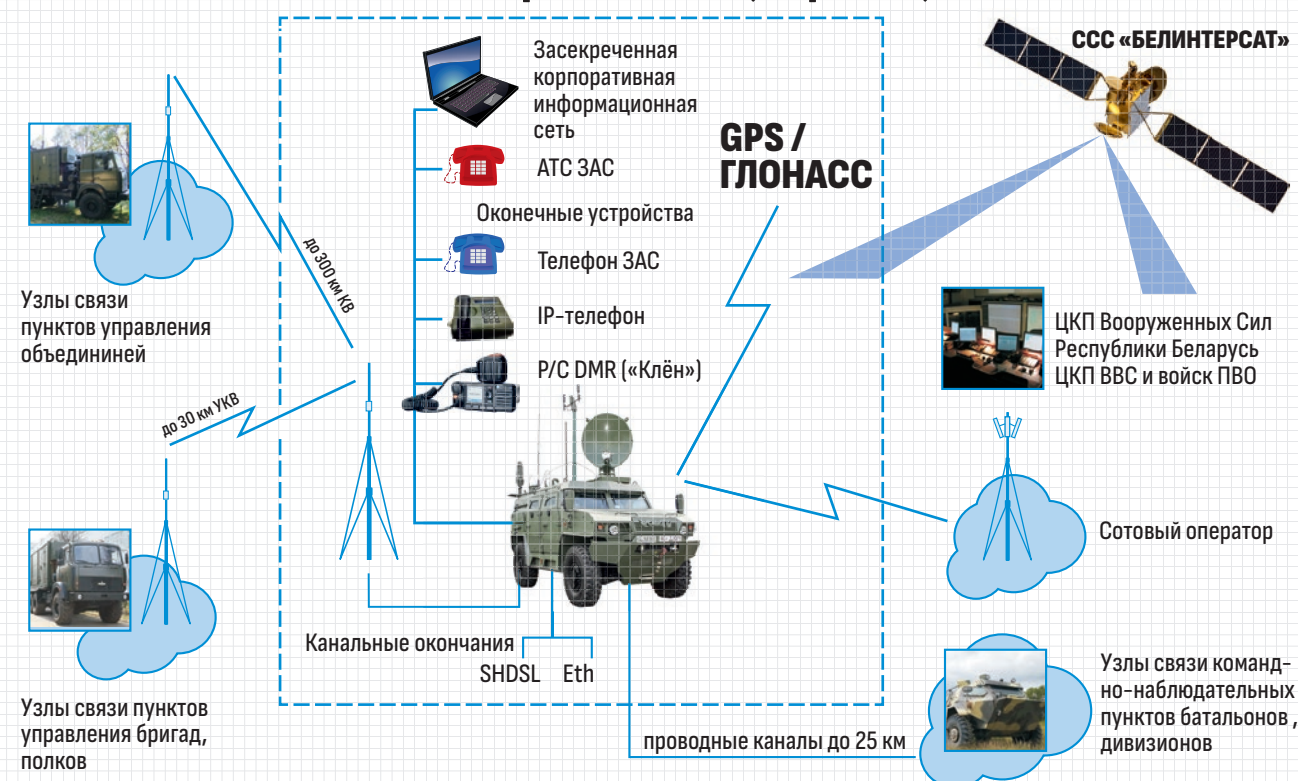 Засекреченная
корпоративная
информационная
сеть
АТС ЗАС
Оконечные устройства
Телефон ЗАС
IP-телефон
Р/С DMR («Клён»)
GPS /
ГЛОНАСС
ССС «БЕЛИНТЕРСАТ»
до 300 км КВ
Узлы связи
пунктов управления
объедининей
до 30 км УКВ
Узлы связи пунктов
управления бригад,
полков
ЦКП Вооруженных Сил
Республики Беларусь
ЦКП ВВС и войск ПВО
Сотовый оператор
Канальные окончания
SHDSL Eth
проводные каналы до 25 км
Узлы связи команд-
но-наблюдательных
пунктов батальонов ,
дивизионов